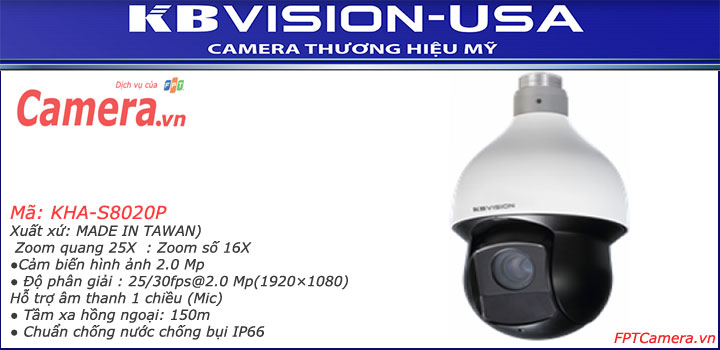 KBVISION-USA
CAMERA THƯƠNG HIỆU MỸ
Dịch vụ của FPT
Camera.vn
Mã: KHA-S8020P
Xuất xứ: MADE IN TAWAN)
Zoom quang 25X : Zoom số 16X
●Cảm biến hình ảnh 2.0 Mp
● Độ phân giải : 25/30fps@2.0 Mp(1920×1080)
Hỗ trợ âm thanh 1 chiều (Mic)
● Tầm xa hồng ngoại: 150m
● Chuẩn chống nước chống bụi IP66
KBVISION
FPTCamera.vn